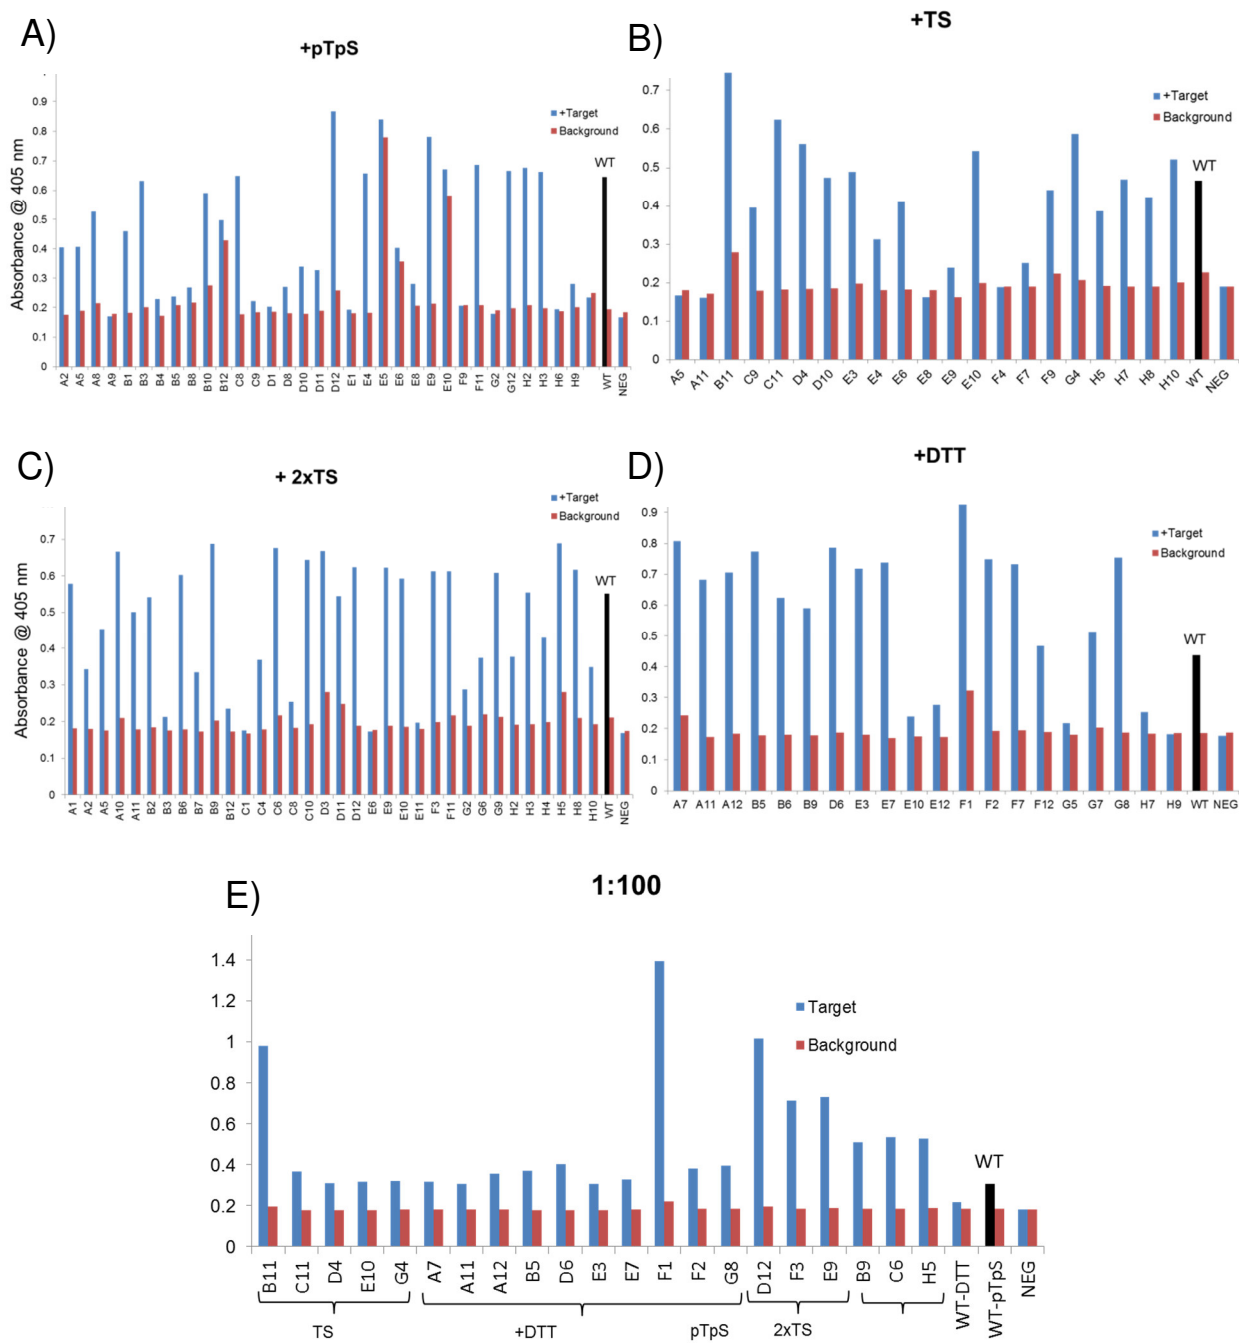 A)
+pTpS
Absorbance @ 405 nm
0.9
0.8
0.7
0.6
0.5
0.4
0.3
0.2
0.1
0
+Target
Background
WT
A2 A5 A8 A9 B1 B3 B4 B5 B8 B10 B12 C8 C9 D1 D8 D10 D11 D12 E1 E4 E5 E6 E8 E9 E10 F9 F11 G2 G12 H2 H3 H6 H9 WT NEG
B)
+TS
0.7
0.6
0.5
0.4
0.3
0.2
0.1
0
+Target
Background
WT
A5 A11 B11 C9 C11 D4 D10 E3 E4 E6 E8 E9 E10 F4 F7 F9 G4 H5 H7 H8 H10 WT NEG
C)
+ 2xTS
Absorbance @ 405 nm
0.7
0.6
0.5
0.4
0.3
0.2
0.1
0
+Target
Background
WT
A1 A2 A5 A10 A11 B2 B3 B6 B7 B9 B12 C1 C4 C6 C8 C10 D3 D11 D12 E6 E9 E10 E11 F3 F11 G2 G6 G9 H2 H3 H4 H5 H8 H10 WT NEG
D)
+DTT
0.9
0.8
0.7
0.6
0.5
0.4
0.3
0.2
0.1
0
+Target
Background
WT
A7 A11 A12 B5 B6 B9 D6 E3 E7 E10 E12 F1 F2 F7 F12 G5 G7 G8 H7 H9 WT NEG
E)
1:100
1.4
1.2
1
0.8
0.6
0.4
0.2
0
Target
Background
WT
B11 C11 D4 E10 G4 A7 A11 A12 B5 D6 E3 E7 F1 F2 G8 D12 F3 E9 B9 C6 H5 WT-DTT WT-pTpS NEG
TS +DTT pTpS 2xTS